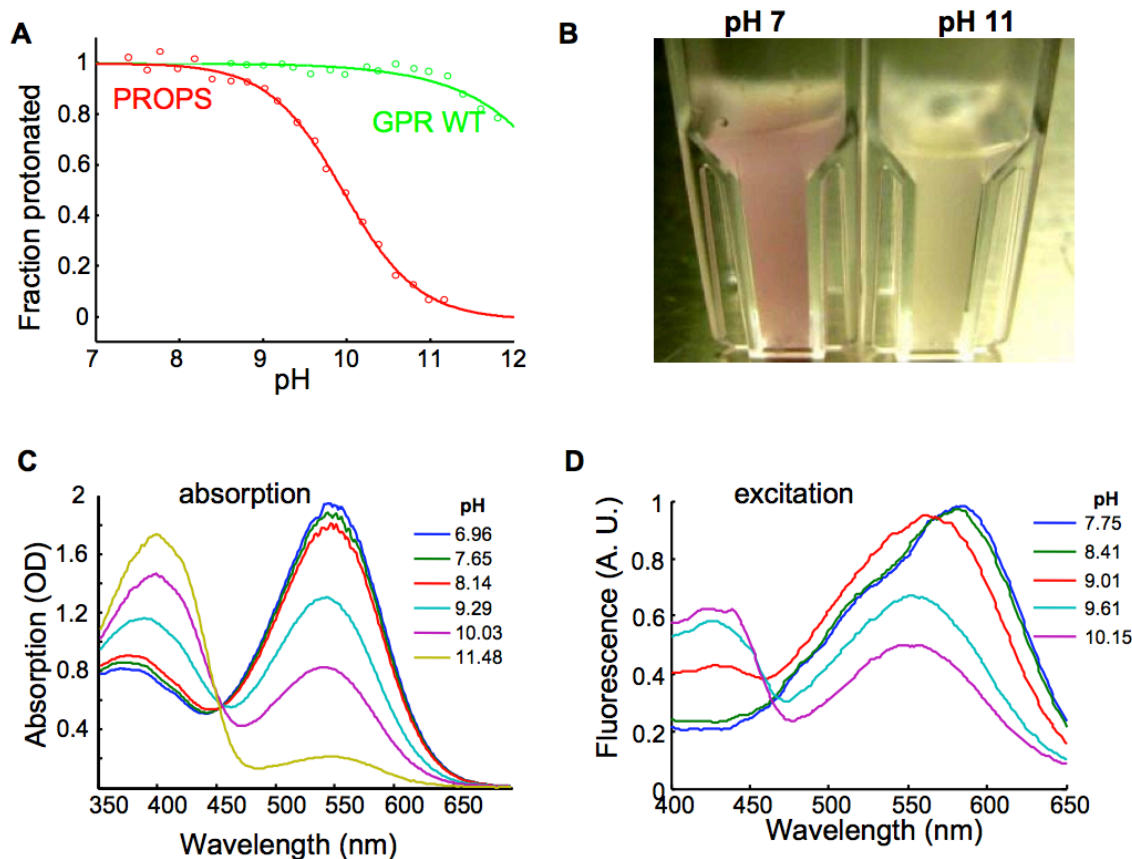 A
Fraction protonated
1
0.8
0.6
0.4
0.2
0
PROPS
GPR WT
7 8 9 10 11 12
pH
B
pH 7 pH 11
C
absorption
Absorption (OD)
2
1.6
1.2
0.8
0.4
pH
6.96
7.65
8.14
9.29
10.03
11.48
350 400 450 500 550 600 650
Wavelength (nm)
D
excitation
Fluorescence (A. U.)
1
0.8
0.6
0.4
0.2
0
pH
7.75
8.41
9.01
9.61
10.15
400 450 500 550 600 650
Wavelength (nm)